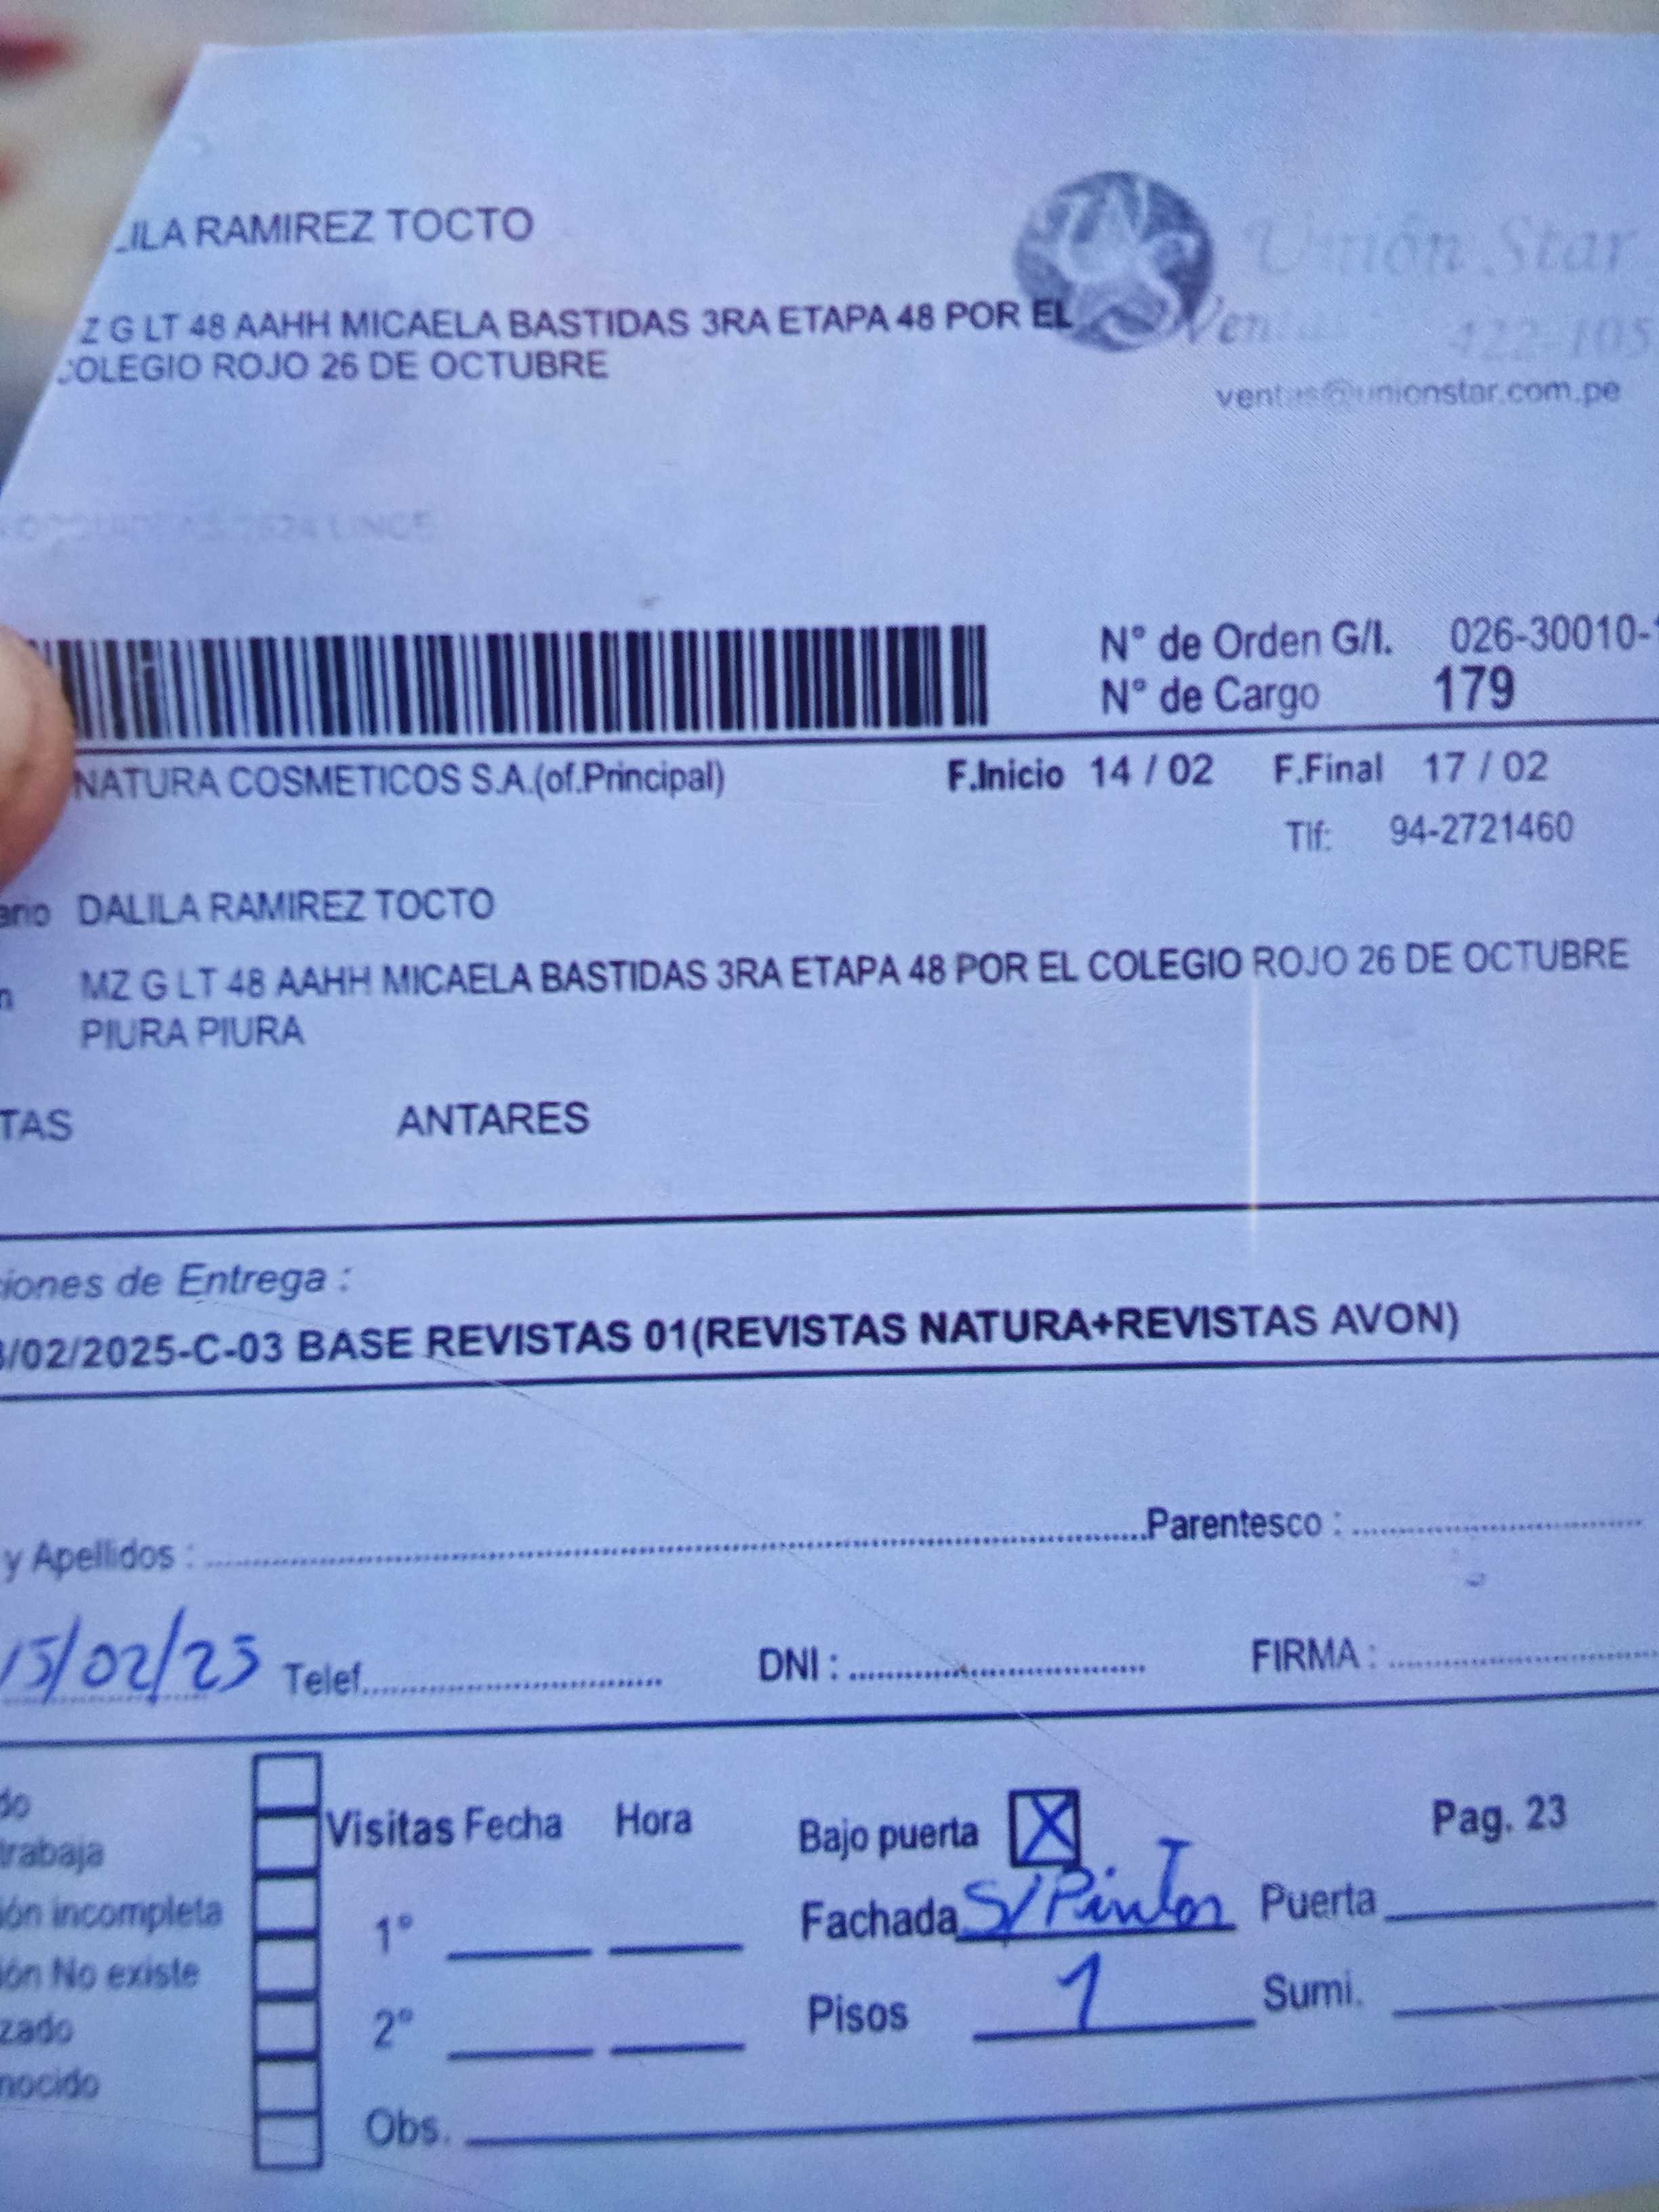 LILA RAMIREZ TOCTO
Unión Star
Z G LT 48 AAHH MICAELA BASTIDAS 3RA ETAPA 48 POR EL
422-105
COLEGIO ROJO 26 DE OCTUBRE
ventas@unionstar.com.pe
LINCE
N° de Orden G/I. 026-30010-
N° de Cargo 179
NATURA COSMETICOS S.A.(of.Principal) F.Inicio 14 / 02 F.Final 17 / 02
Tlf: 94-2721460
ario DALILA RAMIREZ TOCTO
n MZ G LT 48 AAHH MICAELA BASTIDAS 3RA ETAPA 48 POR EL COLEGIO ROJO 26 DE OCTUBRE
PIURA PIURA
TAS ANTARES
ciones de Entrega :
/02/2025-C-03 BASE REVISTAS 01(REVISTAS NATURA+REVISTAS AVON)
y Apellidos : Parentesco :
15/02/25 Telef. DNI : FIRMA :
do
Visitas Fecha Hora Bajo puerta X Pag. 23
trabaja
ión incompleta 1° Fachada S/Pintar Puerta
ión No existe
zado 2° Pisos 1 Sumi.
nocido
Obs.